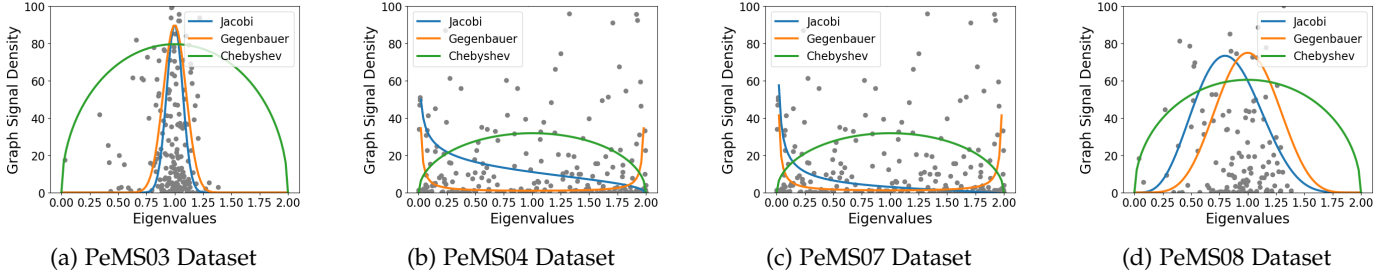 Graph Signal Density
100
80
60
40
20
0
0.00 0.25 0.50 0.75 1.00 1.25 1.50 1.75 2.00
Eigenvalues
Jacobi
Gegenbauer
Chebyshev
(a) PeMS03 Dataset
Graph Signal Density
100
80
60
40
20
0
0.00 0.25 0.50 0.75 1.00 1.25 1.50 1.75 2.00
Eigenvalues
Jacobi
Gegenbauer
Chebyshev
(b) PeMS04 Dataset
Graph Signal Density
100
80
60
40
20
0
0.00 0.25 0.50 0.75 1.00 1.25 1.50 1.75 2.00
Eigenvalues
Jacobi
Gegenbauer
Chebyshev
(c) PeMS07 Dataset
Graph Signal Density
100
80
60
40
20
0
0.00 0.25 0.50 0.75 1.00 1.25 1.50 1.75 2.00
Eigenvalues
Jacobi
Gegenbauer
Chebyshev
(d) PeMS08 Dataset